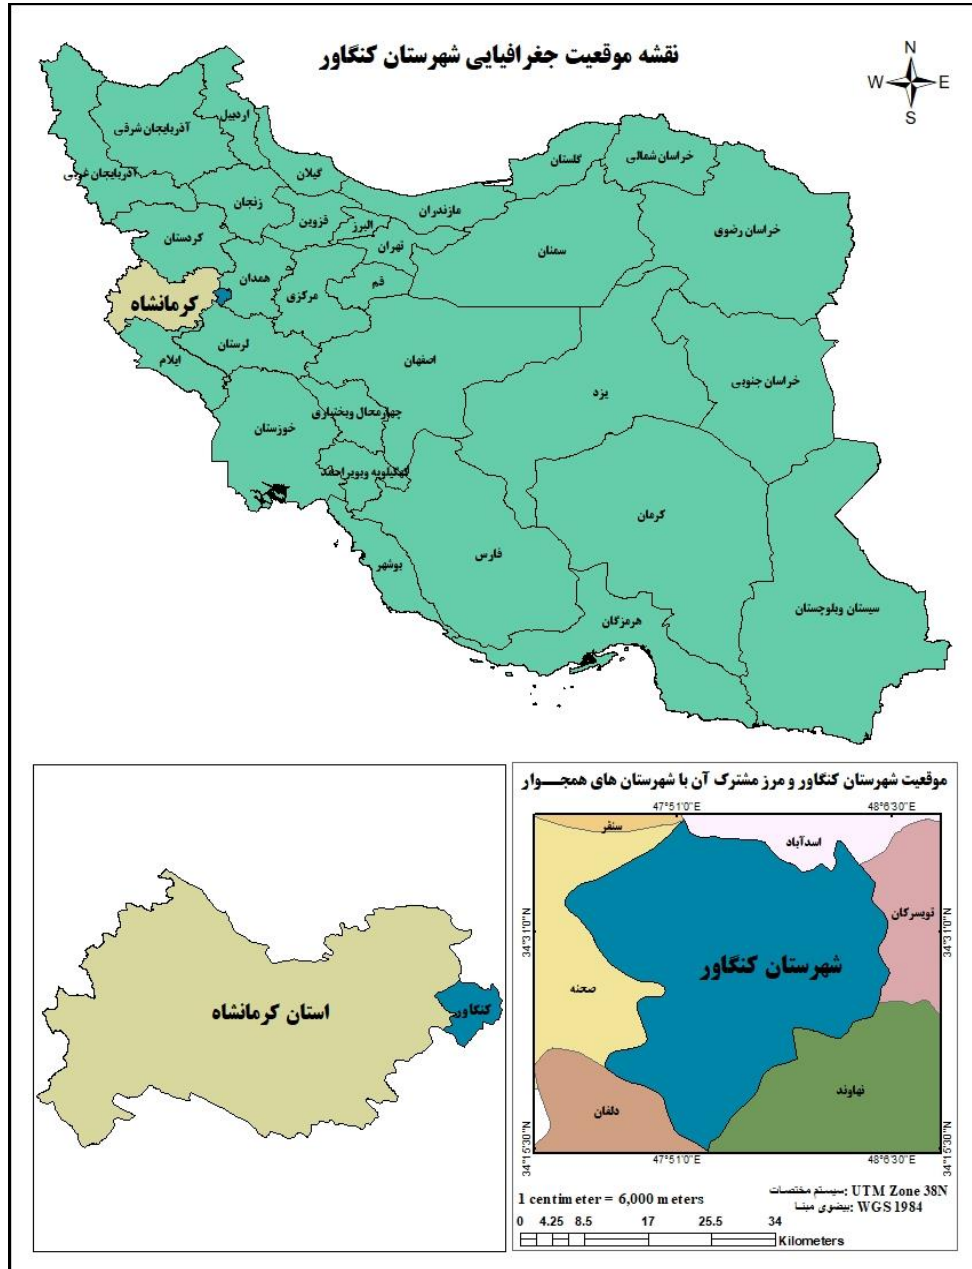 نقشه موقعیت جغرافیایی شهرستان کنگاور
N
W E
S
اردبیل
آذربایجان شرقی
آذربایجان غربی
گیلان
زنجان
کردستان
قزوین
البرز
مازندران
تهران
گلستان
خراسان شمالی
خراسان رضوی
سمنان
همدان
مرکزی
قم
کرمانشاه
ایلام
لرستان
اصفهان
یزد
خراسان جنوبی
خوزستان
چهارمحال وبختیاری
کهگیلویه وبویراحمد
کرمان
فارس
بوشهر
هرمزگان
سیستان وبلوچستان
استان کرمانشاه
کنگاور
موقعیت شهرستان کنگاور و مرز مشترک آن با شهرستان های همجـــوار
47°51'0"E 48°6'30"E
سنقر
اسدآباد
تویسرکان
34°31'0"N 34°31'0"N
شهرستان کنگاور
صحنه
نهاوند
دلفان
34°15'30"N 34°15'30"N
47°51'0"E 48°6'30"E
سیستم مختصات: UTM Zone 38N
بیضوی مبنا: WGS 1984
1 centimeter = 6,000 meters
0 4.25 8.5 17 25.5 34
Kilometers